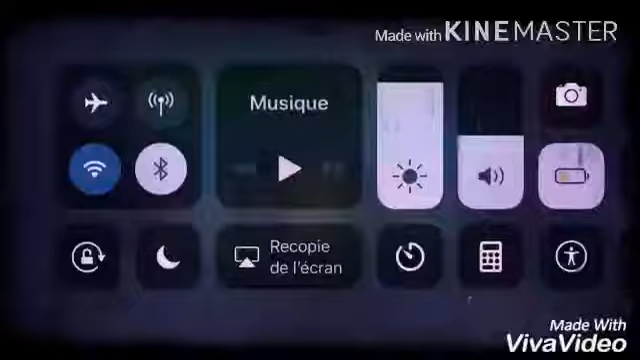 Made with KINEMASTER
Musique
Recopie
de l'écran
Made With
VivaVideo